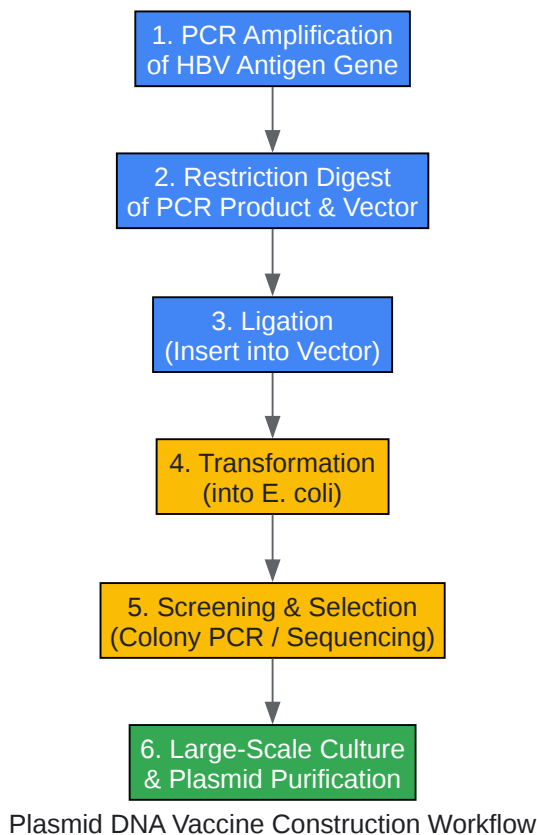 1. PCR Amplification
of HBV Antigen Gene
2. Restriction Digest
of PCR Product & Vector
3. Ligation
(Insert into Vector)
4. Transformation
(into E. coli)
5. Screening & Selection
(Colony PCR / Sequencing)
6. Large-Scale Culture
& Plasmid Purification
Plasmid DNA Vaccine Construction Workflow